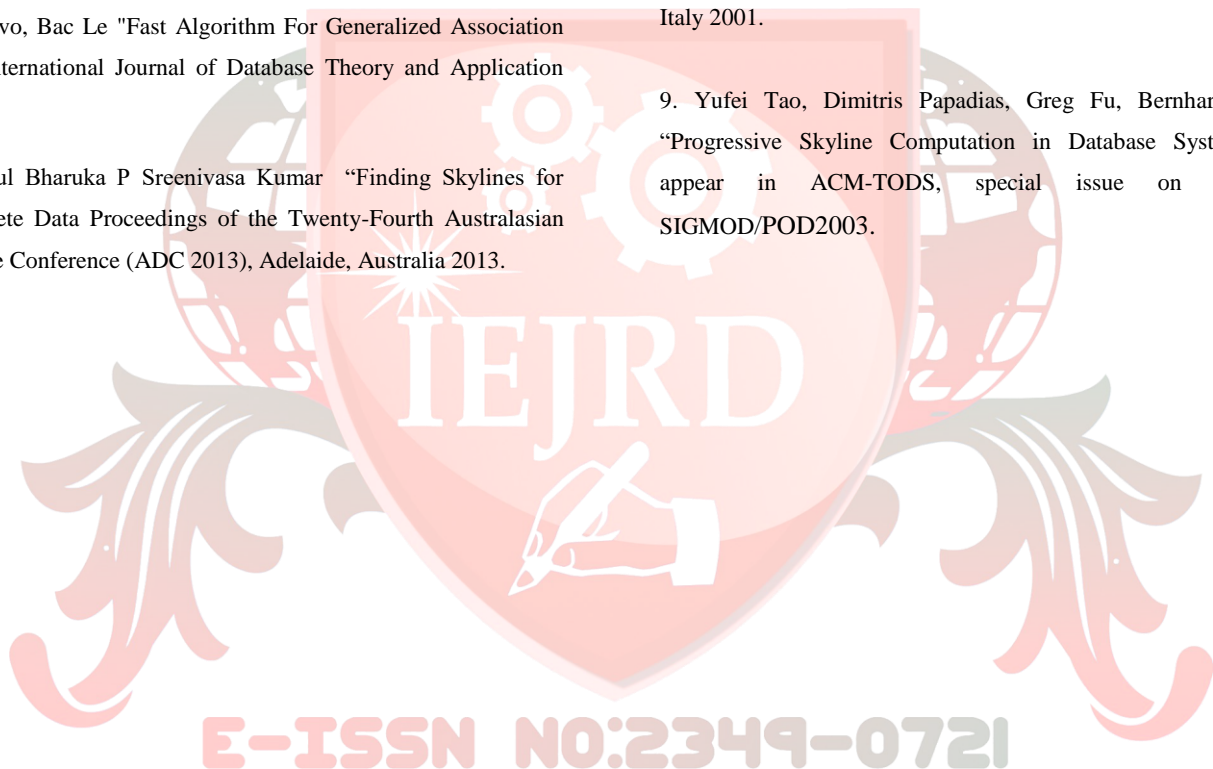 vo, Bac Le "Fast Algorithm For Generalized Association
nternational Journal of Database Theory and Application
ul Bharuka P Sreenivasa Kumar “Finding Skylines for
ete Data Proceedings of the Twenty-Fourth Australasian
e Conference (ADC 2013), Adelaide, Australia 2013.
Italy 2001.
9. Yufei Tao, Dimitris Papadias, Greg Fu, Bernhar
“Progressive Skyline Computation in Database Syst
appear in ACM-TODS, special issue on
SIGMOD/POD2003.
IEJRD
E-ISSN NO:2349-0721